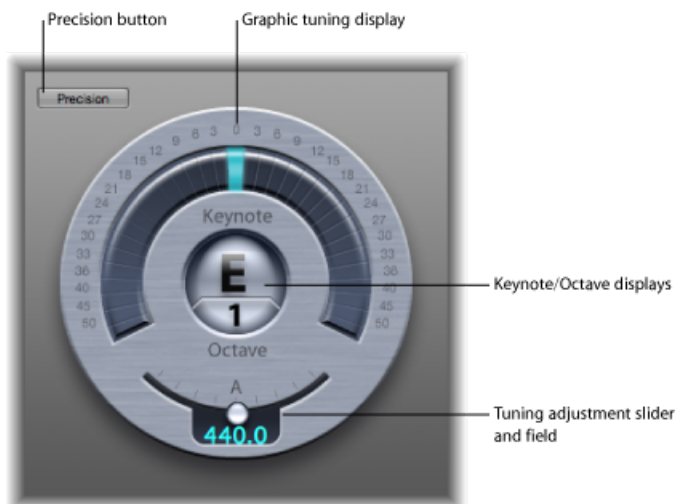 Precision button
Graphic tuning display
Precision
50 45 40 36 33 30 27 24 21 18 15 12 9 6 3 0 3 6 9 12 15 18 21 24 27 30 33 36 40 45 50
Keynote
E
1
Octave
Keynote/Octave displays
A
440.0
Tuning adjustment slider
and field